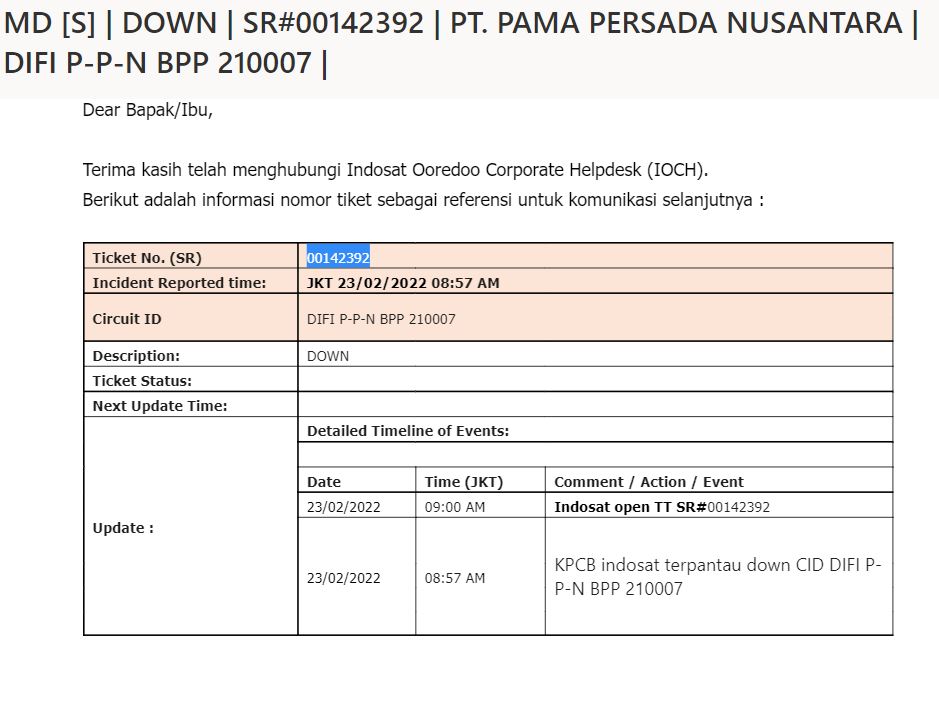 MD [S] | DOWN | SR#00142392 | PT. PAMA PERSADA NUSANTARA |
DIFI P-P-N BPP 210007 |
Dear Bapak/Ibu,
Terima kasih telah menghubungi Indosat Ooredoo Corporate Helpdesk (IOCH).
Berikut adalah informasi nomor tiket sebagai referensi untuk komunikasi selanjutnya :
Ticket No. (SR) 00142392
Incident Reported time: JKT 23/02/2022 08:57 AM
Circuit ID DIFI P-P-N BPP 210007
Description: DOWN
Ticket Status:
Next Update Time:
Update :
Detailed Timeline of Events:
Date Time (JKT) Comment / Action / Event
23/02/2022 09:00 AM Indosat open TT SR#00142392
23/02/2022 08:57 AM KPCB indosat terpantau down CID DIFI P-
P-N BPP 210007